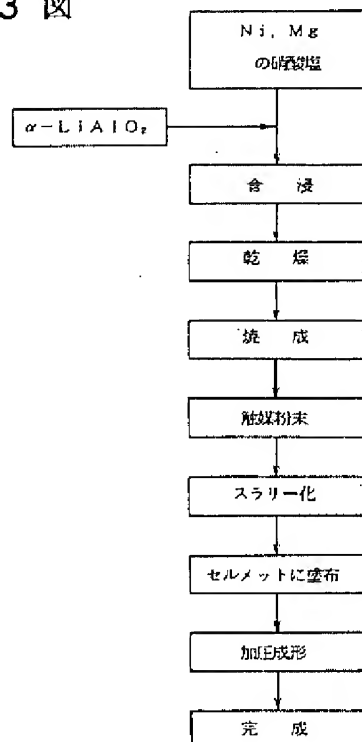 3 図
Ni, Mg
の硝酸塩
α-LiAlO₂
含 浸
乾 燥
焼 成
触媒粉末
スラリー化
セルメットに塗布
加圧成形
完 成